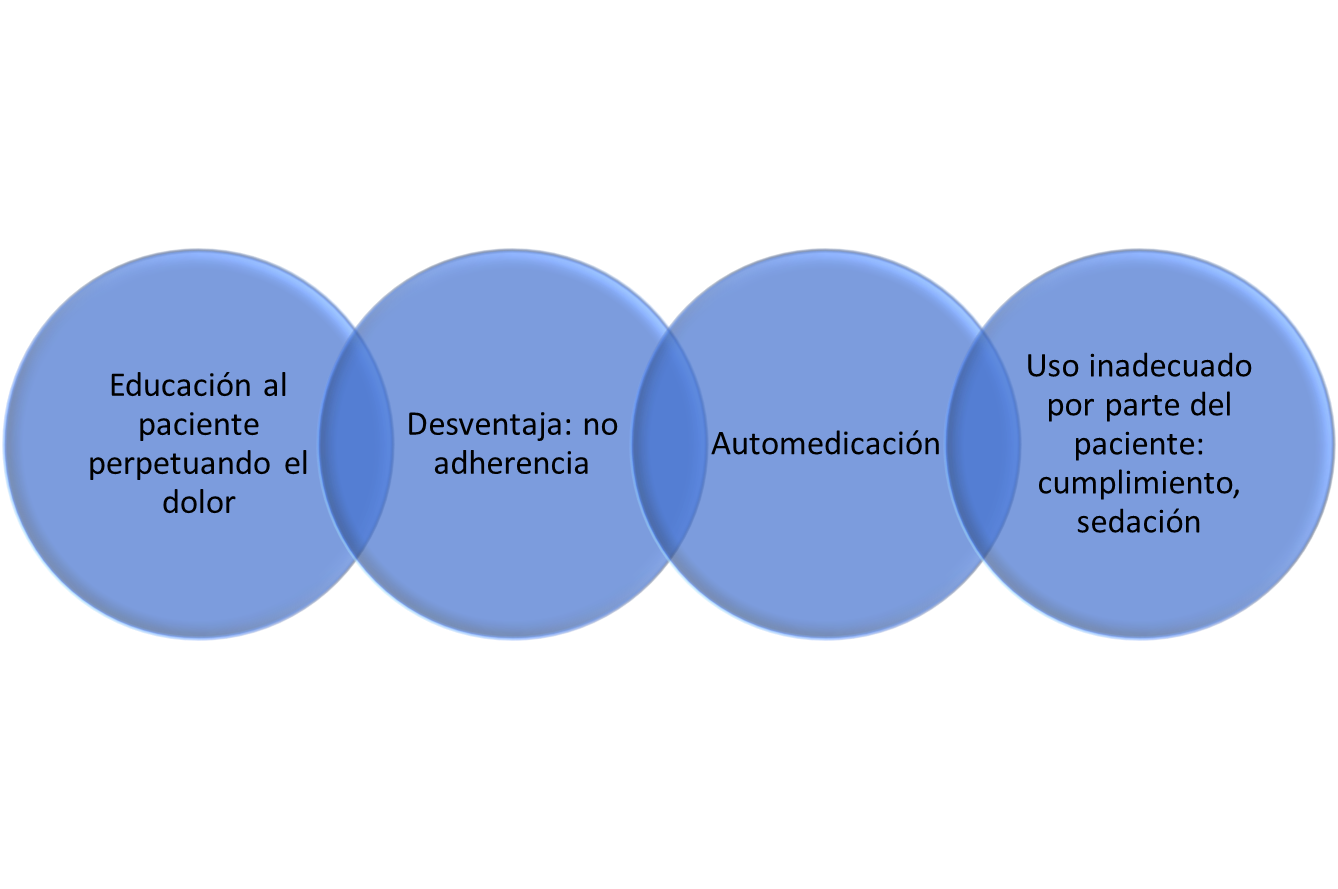 Educación al
paciente
perpetuando el
dolor
Desventaja: no
adherencia
Automedicación
Uso inadecuado
por parte del
paciente:
cumplimiento,
sedación